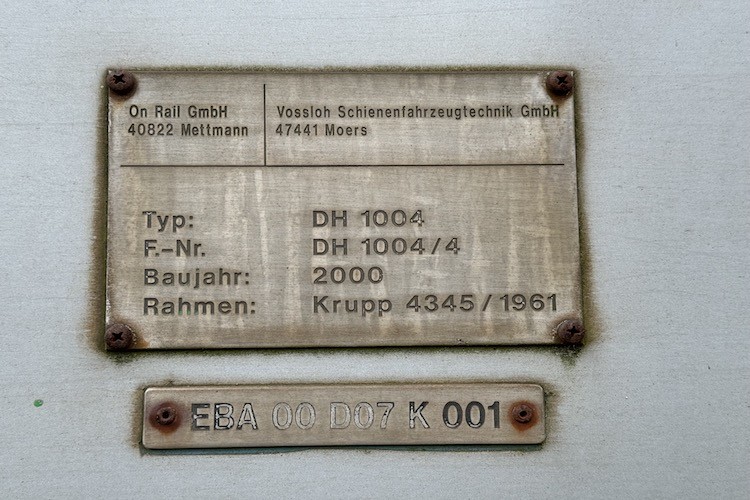 On Rail GmbH
40822 Mettmann
Vossloh Schienenfahrzeugtechnik GmbH
47441 Moers
Typ: DH 1004
F.-Nr. DH 1004/4
Baujahr: 2000
Rahmen: Krupp 4345/1961
EBA 00 D07 K 001